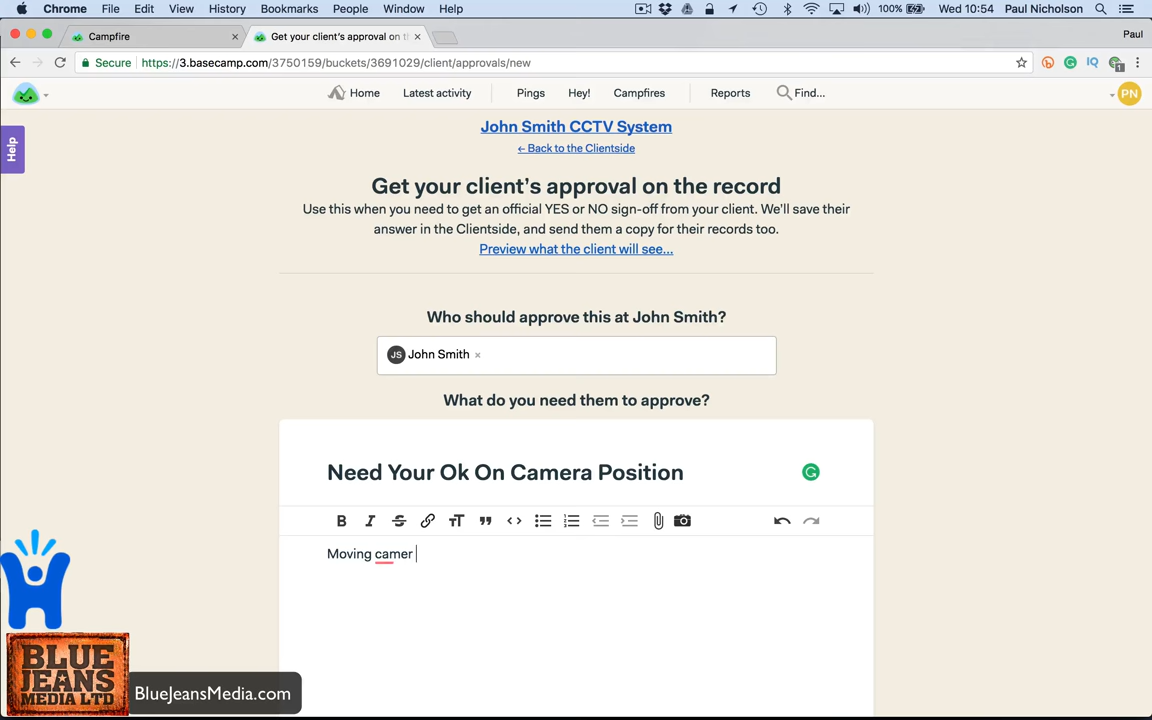 Chrome File Edit View History Bookmarks People Window Help 100% Wed 10:54 Paul Nicholson
Campfire × Get your client's approval on th × Paul
Secure https://3.basecamp.com/3750159/buckets/3691029/client/approvals/new
Home Latest activity Pings Hey! Campfires Reports Find... PN
Help
John Smith CCTV System
← Back to the Clientside
Get your client's approval on the record
Use this when you need to get an official YES or NO sign-off from your client. We'll save their
answer in the Clientside, and send them a copy for their records too.
Preview what the client will see...
Who should approve this at John Smith?
JS John Smith ×
What do you need them to approve?
Need Your Ok On Camera Position
Moving camer
BLUE
JEANS
MEDIA LTD
BlueJeansMedia.com